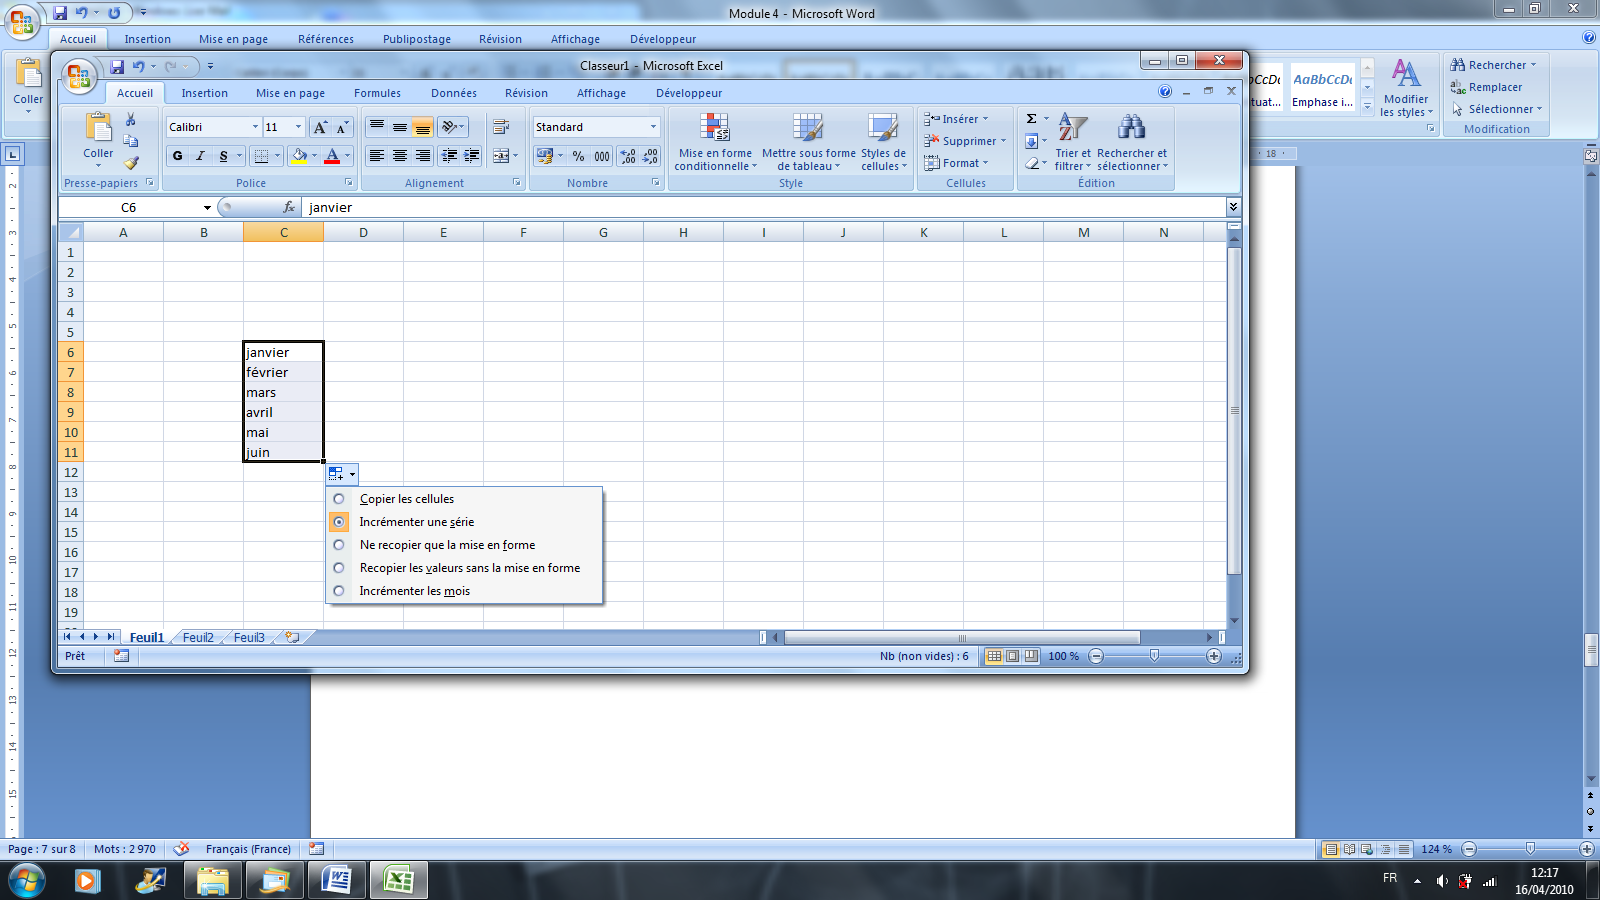 Module 4 - Microsoft Word
Accueil Insertion Mise en page Références Publipostage Révision Affichage Développeur
Coller
Classeur1 - Microsoft Excel
Accueil Insertion Mise en page Formules Données Révision Affichage Développeur
Coller
Presse-papiers
Calibri 11
G I S
Police
Alignement
Standard
% 000
Nombre
Mise en forme conditionnelle
Mettre sous forme de tableau
Styles de cellules
Style
Insérer
Supprimer
Format
Cellules
Σ
Trier et filtrer
Rechercher et sélectionner
Édition
AaBbCcDc
Emphase i...
Modifier les styles
Rechercher
Remplacer
Sélectionner
Modification
C6 fx janvier
A B C D E F G H I J K L M N
1
2
3
4
5
6 janvier
7 février
8 mars
9 avril
10 mai
11 juin
12
13
14
15
16
17
18
19
Copier les cellules
Incrémenter une série
Ne recopier que la mise en forme
Recopier les valeurs sans la mise en forme
Incrémenter les mois
Feuil1 Feuil2 Feuil3
Prêt Nb (non vides) : 6 100 %
Page : 7 sur 8 Mots : 2 970 Français (France) 124 %
FR 12:17
16/04/2010